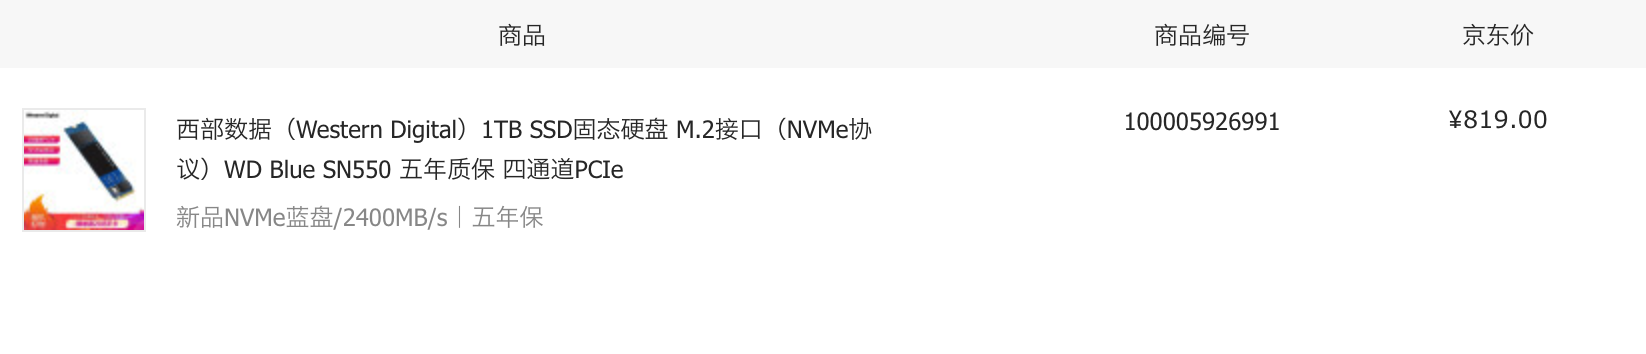 商品 商品编号 京东价
西部数据（Western Digital）1TB SSD固态硬盘 M.2接口（NVMe协 100005926991 ¥819.00
议）WD Blue SN550 五年质保 四通道PCIe
新品NVMe蓝盘/2400MB/s｜五年保